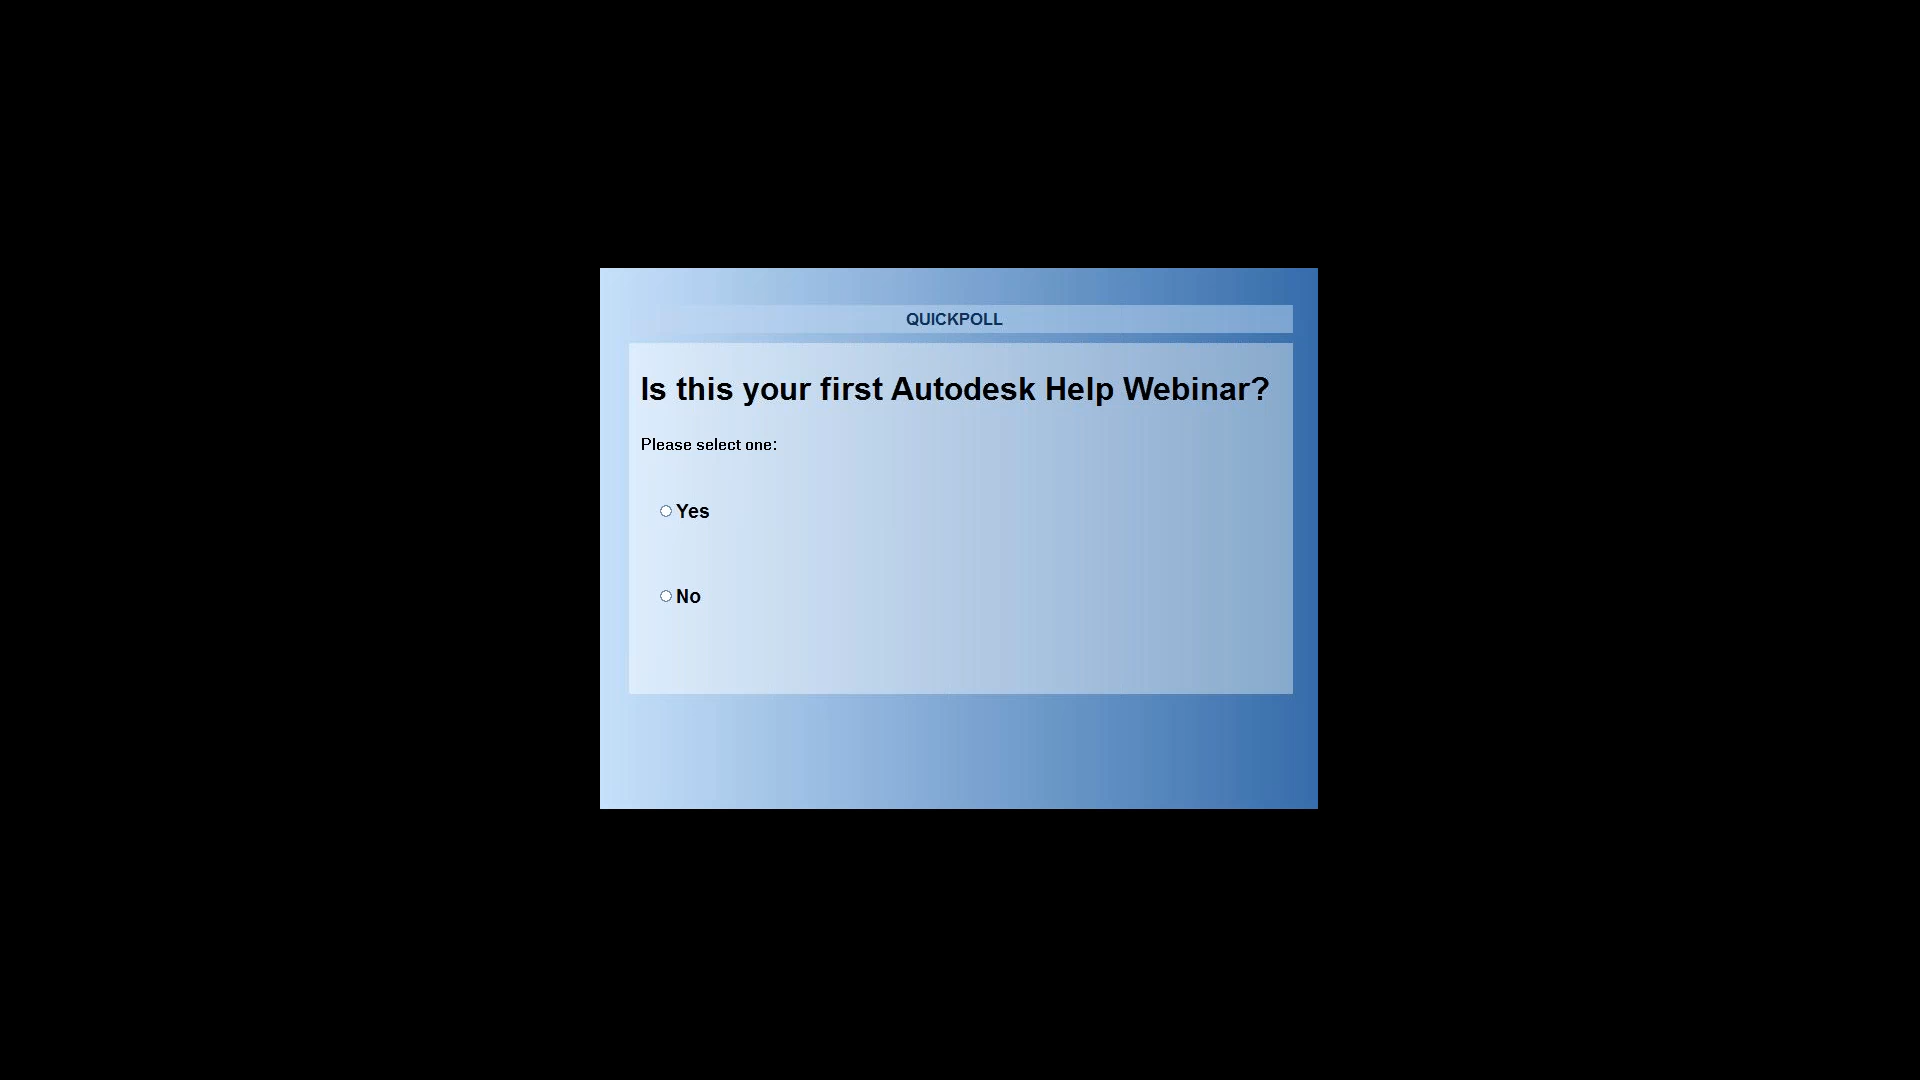 QUICKPOLL
Is this your first Autodesk Help Webinar?
Please select one:
Yes
No